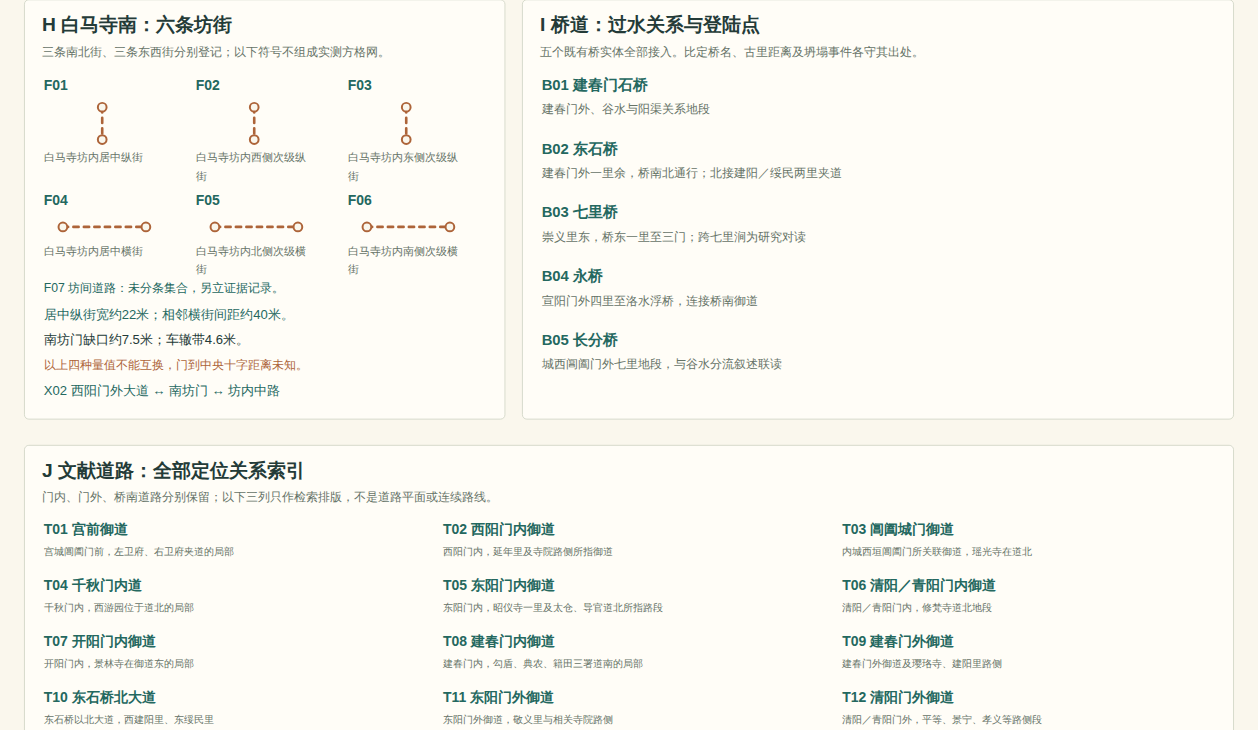 H 白马寺南：六条坊街
三条南北街、三条东西街分别登记；以下符号不组成实测方格网。
F01
F02
F03
白马寺坊内居中纵街
白马寺坊内西侧次级纵
街
白马寺坊内东侧次级纵
街
F04
F05
F06
白马寺坊内居中横街
白马寺坊内北侧次级横
街
白马寺坊内南侧次级横
街
F07 坊间道路：未分条集合，另立证据记录。
居中纵街宽约22米；相邻横街间距约40米。
南坊门缺口约7.5米；车辙带4.6米。
以上四种量值不能互换，门到中央十字距离未知。
X02 西阳门外大道 ↔ 南坊门 ↔ 坊内中路
I 桥道：过水关系与登陆点
五个既有桥实体全部接入。比定桥名、古里距离及坍塌事件各守其出处。
B01 建春门石桥
建春门外、谷水与阳渠关系地段
B02 东石桥
建春门外一里余，桥南北通行；北接建阳／绥民两里夹道
B03 七里桥
崇义里东，桥东一里至三门；跨七里涧为研究对读
B04 永桥
宣阳门外四里至洛水浮桥，连接桥南御道
B05 长分桥
城西阊阖门外七里地段，与谷水分流叙述联读
J 文献道路：全部定位关系索引
门内、门外、桥南道路分别保留；以下三列只作检索排版，不是道路平面或连续路线。
T01 宫前御道
宫城阊阖门前，左卫府、右卫府夹道的局部
T02 西阳门内御道
西阳门内，延年里及寺院路侧所指御道
T03 阊阖城门御道
内城西垣阊阖门所关联御道，瑶光寺在道北
T04 千秋门内道
千秋门内，西游园位于道北的局部
T05 东阳门内御道
东阳门内，昭仪寺一里及太仓、导官道北所指路段
T06 清阳／青阳门内御道
清阳／青阳门内，修梵寺道北地段
T07 开阳门内御道
开阳门内，景林寺在御道东的局部
T08 建春门内御道
建春门内，勾盾、典农、籍田三署道南的局部
T09 建春门外御道
建春门外御道及璎珞寺、建阳里路侧
T10 东石桥北大道
东石桥以北大道，西建阳里、东绥民里
T11 东阳门外御道
东阳门外御道，敬义里与相关寺院路侧
T12 清阳门外御道
清阳／青阳门外，平等、景宁、孝义等路侧段